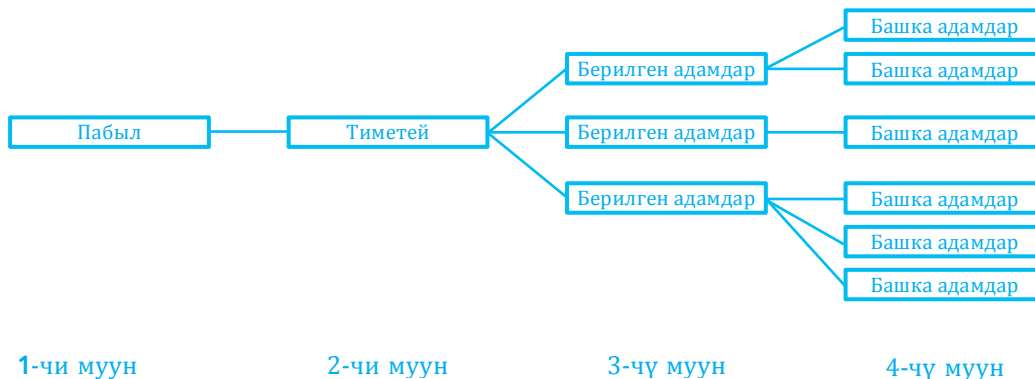 Башка адамдар
Берилген адамдар
Башка адамдар
Пабыл
Тиметей
Берилген адамдар
Башка адамдар
Берилген адамдар
Башка адамдар
Башка адамдар
Башка адамдар
1-чи муун
2-чи муун
3-чү муун
4-чү муун